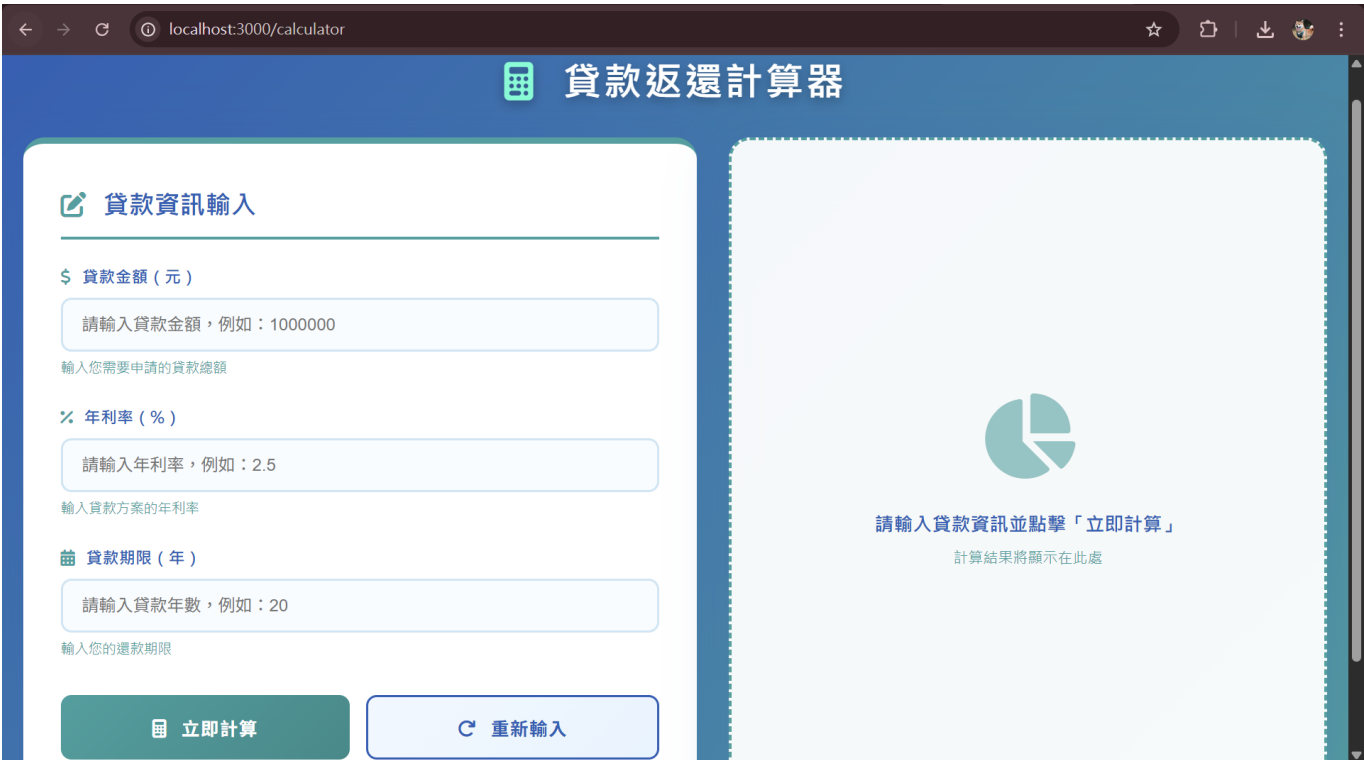 localhost:3000/calculator
貸款返還計算器
貸款資訊輸入
貸款金額（元）
請輸入貸款金額，例如：1000000
輸入您需要申請的貸款總額
年利率（%）
請輸入年利率，例如：2.5
輸入貸款方案的年利率
貸款期限（年）
請輸入貸款年數，例如：20
輸入您的還款期限
立即計算
重新輸入
請輸入貸款資訊並點擊「立即計算」
計算結果將顯示在此處